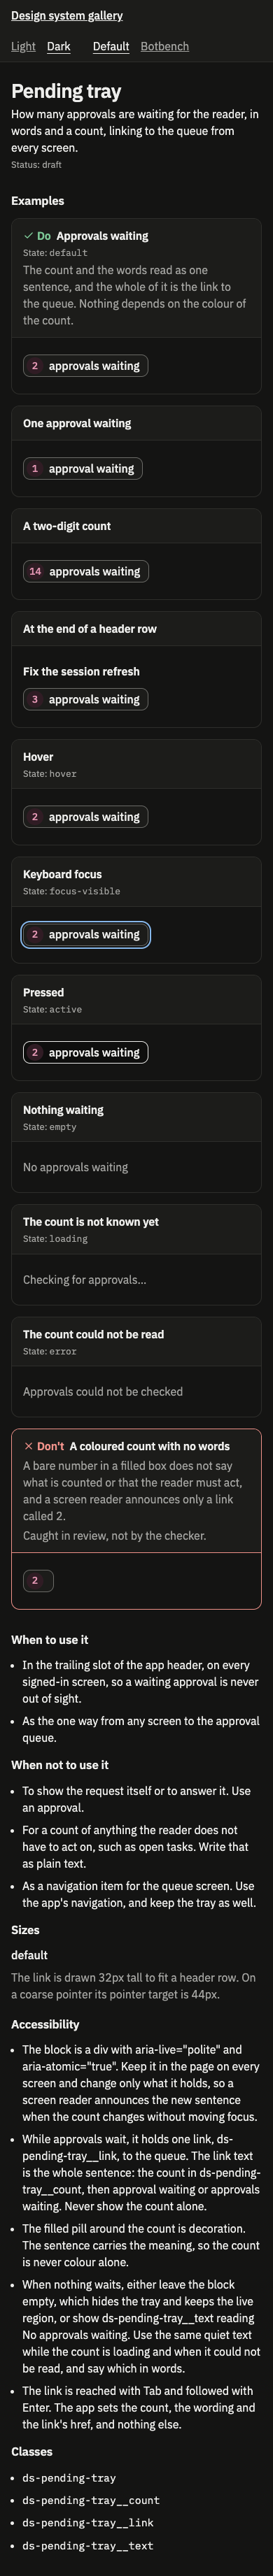 Design system gallery
Light Dark Default Botbench
Pending tray
How many approvals are waiting for the reader, in
words and a count, linking to the queue from
every screen.
Status: draft
Examples
✓ Do Approvals waiting
State: default
The count and the words read as one
sentence, and the whole of it is the link to
the queue. Nothing depends on the colour of
the count.
2 approvals waiting
One approval waiting
1 approval waiting
A two-digit count
14 approvals waiting
At the end of a header row
Fix the session refresh
3 approvals waiting
Hover
State: hover
2 approvals waiting
Keyboard focus
State: focus-visible
2 approvals waiting
Pressed
State: active
2 approvals waiting
Nothing waiting
State: empty
No approvals waiting
The count is not known yet
State: loading
Checking for approvals…
The count could not be read
State: error
Approvals could not be checked
✕ Don't A coloured count with no words
A bare number in a filled box does not say
what is counted or that the reader must act,
and a screen reader announces only a link
called 2.
Caught in review, not by the checker.
2
When to use it
• In the trailing slot of the app header, on every
signed-in screen, so a waiting approval is never
out of sight.
• As the one way from any screen to the approval
queue.
When not to use it
• To show the request itself or to answer it. Use
an approval.
• For a count of anything the reader does not
have to act on, such as open tasks. Write that
as plain text.
• As a navigation item for the queue screen. Use
the app's navigation, and keep the tray as well.
Sizes
default
The link is drawn 32px tall to fit a header row. On
a coarse pointer its pointer target is 44px.
Accessibility
• The block is a div with aria-live="polite" and
aria-atomic="true". Keep it in the page on every
screen and change only what it holds, so a
screen reader announces the new sentence
when the count changes without moving focus.
• While approvals wait, it holds one link, ds-
pending-tray__link, to the queue. The link text
is the whole sentence: the count in ds-pending-
tray__count, then approval waiting or approvals
waiting. Never show the count alone.
• The filled pill around the count is decoration.
The sentence carries the meaning, so the count
is never colour alone.
• When nothing waits, either leave the block
empty, which hides the tray and keeps the live
region, or show ds-pending-tray__text reading
No approvals waiting. Use the same quiet text
while the count is loading and when it could not
be read, and say which in words.
• The link is reached with Tab and followed with
Enter. The app sets the count, the wording and
the link's href, and nothing else.
Classes
• ds-pending-tray
• ds-pending-tray__count
• ds-pending-tray__link
• ds-pending-tray__text